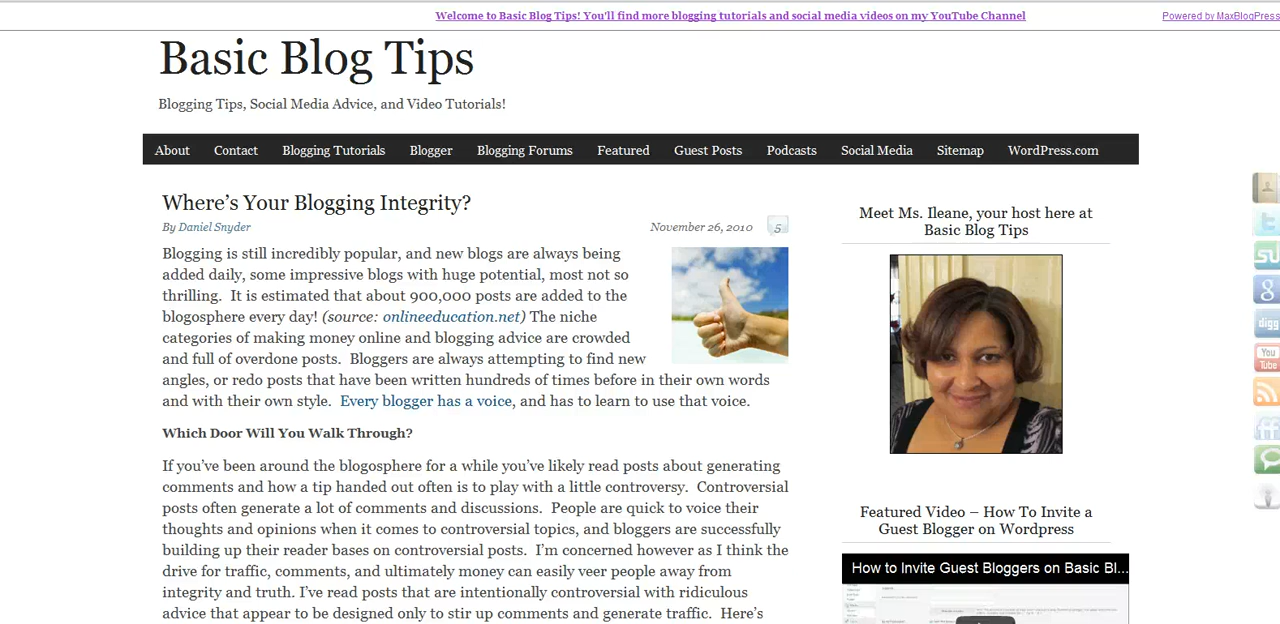 Welcome to Basic Blog Tips! You'll find more blogging tutorials and social media videos on my YouTube Channel
Powered by MaxBlogPress
Basic Blog Tips
Blogging Tips, Social Media Advice, and Video Tutorials!
About Contact Blogging Tutorials Blogger Blogging Forums Featured Guest Posts Podcasts Social Media Sitemap WordPress.com
Where's Your Blogging Integrity?
By Daniel Snyder November 26, 2010 5
Blogging is still incredibly popular, and new blogs are always being
added daily, some impressive blogs with huge potential, most not so
thrilling. It is estimated that about 900,000 posts are added to the
blogosphere every day! (source: onlineeducation.net) The niche
categories of making money online and blogging advice are crowded
and full of overdone posts. Bloggers are always attempting to find new
angles, or redo posts that have been written hundreds of times before in their own words
and with their own style. Every blogger has a voice, and has to learn to use that voice.
Which Door Will You Walk Through?
If you've been around the blogosphere for a while you've likely read posts about generating
comments and how a tip handed out often is to play with a little controversy. Controversial
posts often generate a lot of comments and discussions. People are quick to voice their
thoughts and opinions when it comes to controversial topics, and bloggers are successfully
building up their reader bases on controversial posts. I'm concerned however as I think the
drive for traffic, comments, and ultimately money can easily veer people away from
integrity and truth. I've read posts that are intentionally controversial with ridiculous
advice that appear to be designed only to stir up comments and generate traffic. Here's
Meet Ms. Ileane, your host here at
Basic Blog Tips
Featured Video – How To Invite a
Guest Blogger on Wordpress
How to Invite Guest Bloggers on Basic Bl...
digg
You
Tube